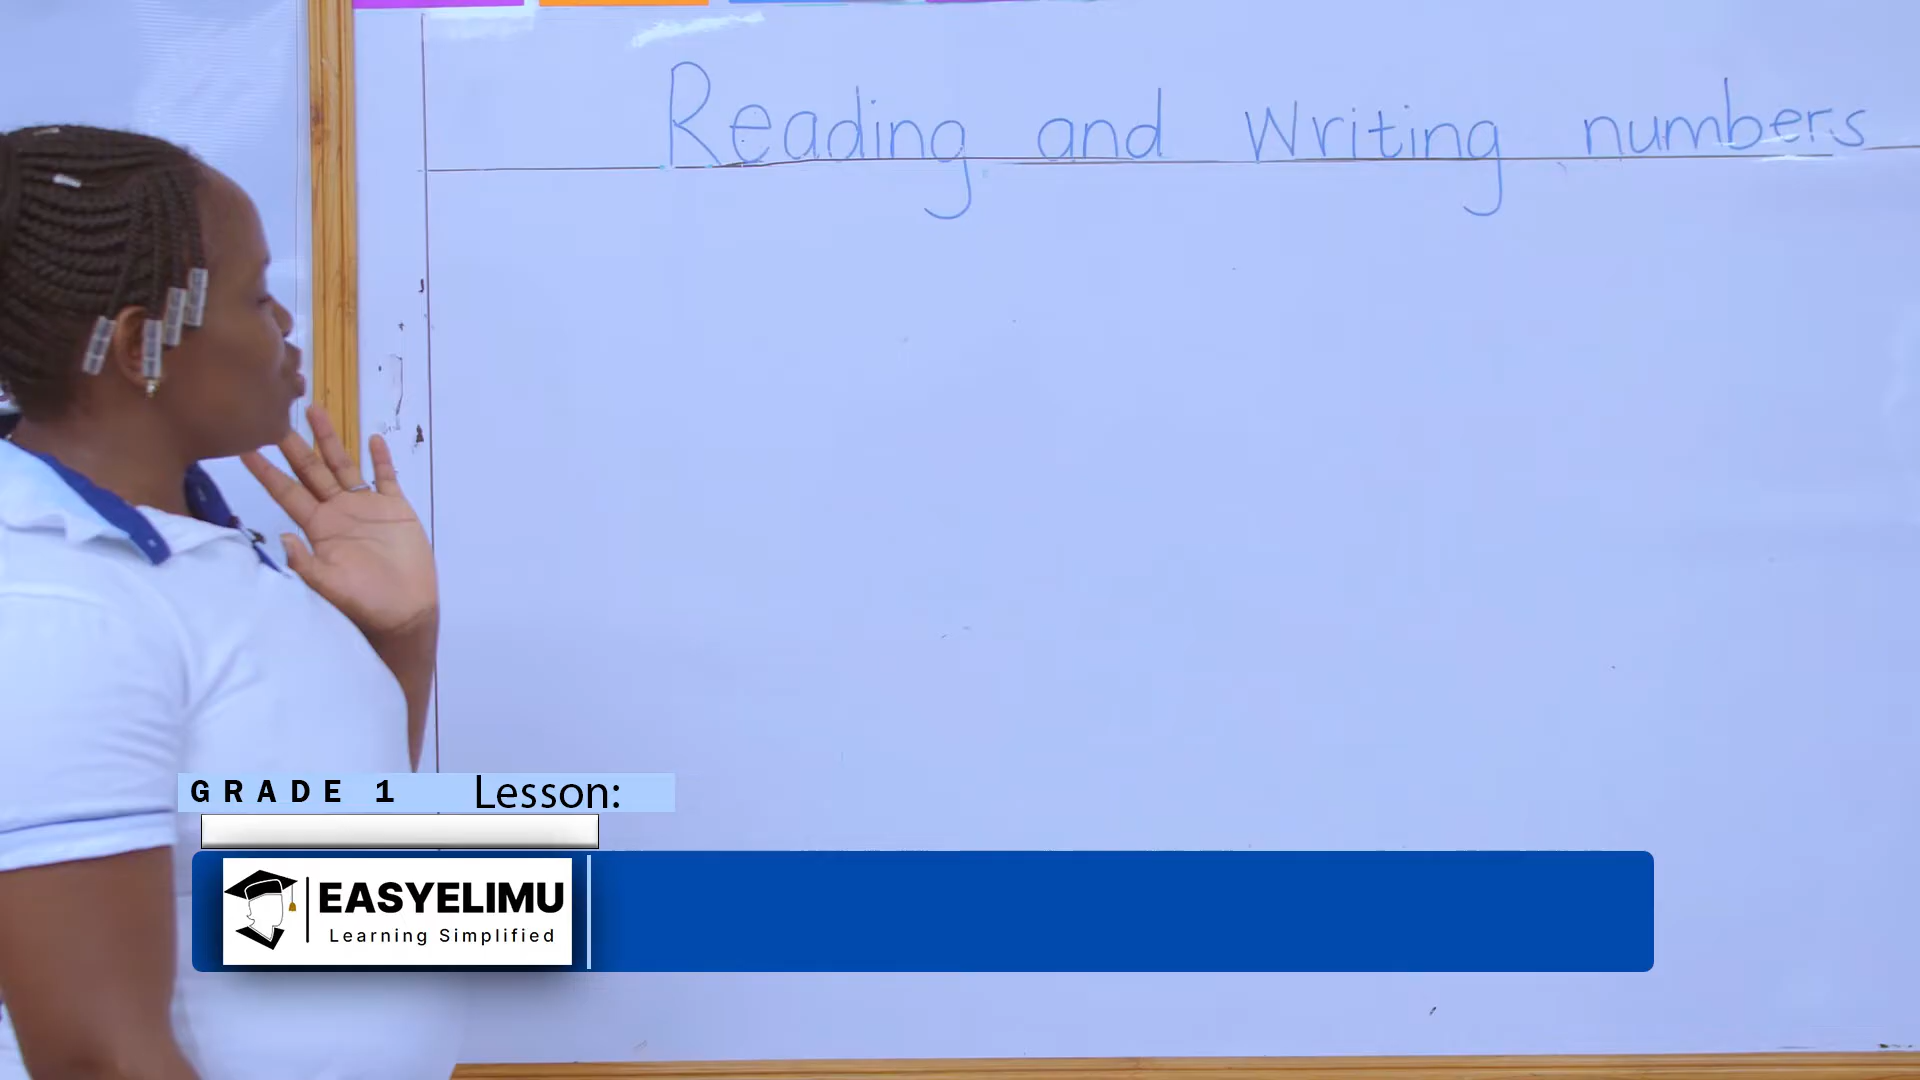 Reading and Writing numbers
GRADE 1 Lesson:
EASYELIMU
Learning Simplified